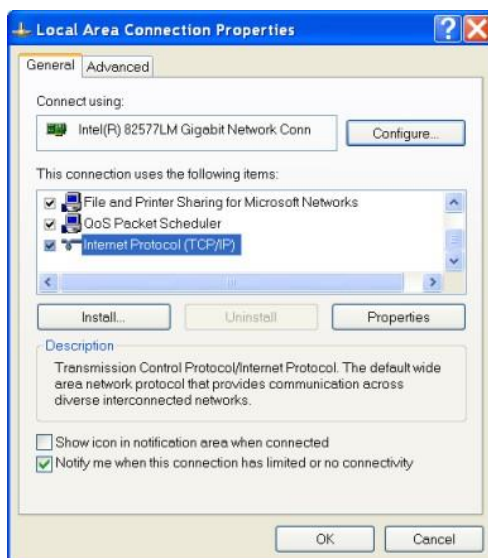 Local Area Connection Properties
General Advanced
Connect using:
Intel(R) 82577LM Gigabit Network Conn Configure...
This connection uses the following items:
File and Printer Sharing for Microsoft Networks
QoS Packet Scheduler
Internet Protocol (TCP/IP)
Install... Uninstall Properties
Description
Transmission Control Protocol/Internet Protocol. The default wide
area network protocol that provides communication across
diverse interconnected networks.
Show icon in notification area when connected
Notify me when this connection has limited or no connectivity
OK Cancel